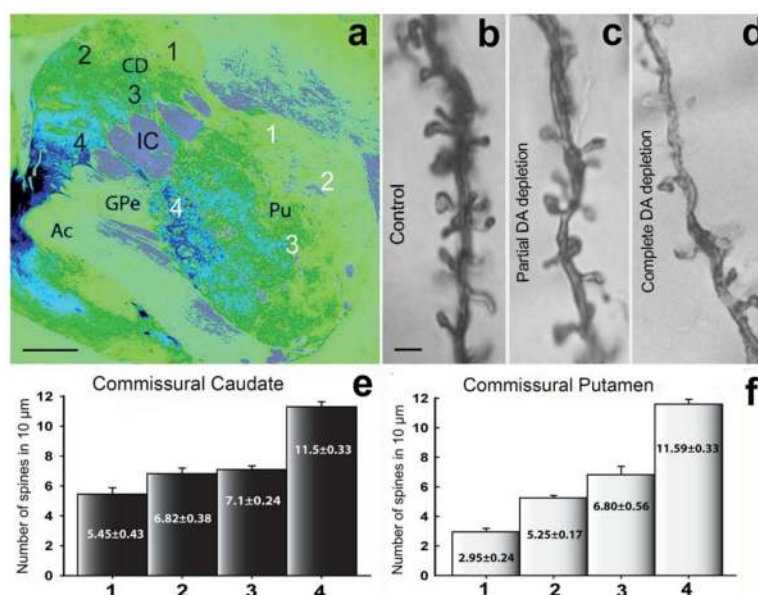 a
b
c
d
2
1
CD
3
4
IC
1
2
GPe
4
Pu
Ac
3
Control
Partial DA depletion
Complete DA depletion
Commissural Caudate
e
Number of spines in 10 µm
12
10
8
6
4
2
0
5.45±0.43
6.82±0.38
7.1±0.24
11.5±0.33
1 2 3 4
Commissural Putamen
f
Number of spines in 10 µm
12
10
8
6
4
2
0
2.95±0.24
5.25±0.17
6.80±0.56
11.59±0.33
1 2 3 4